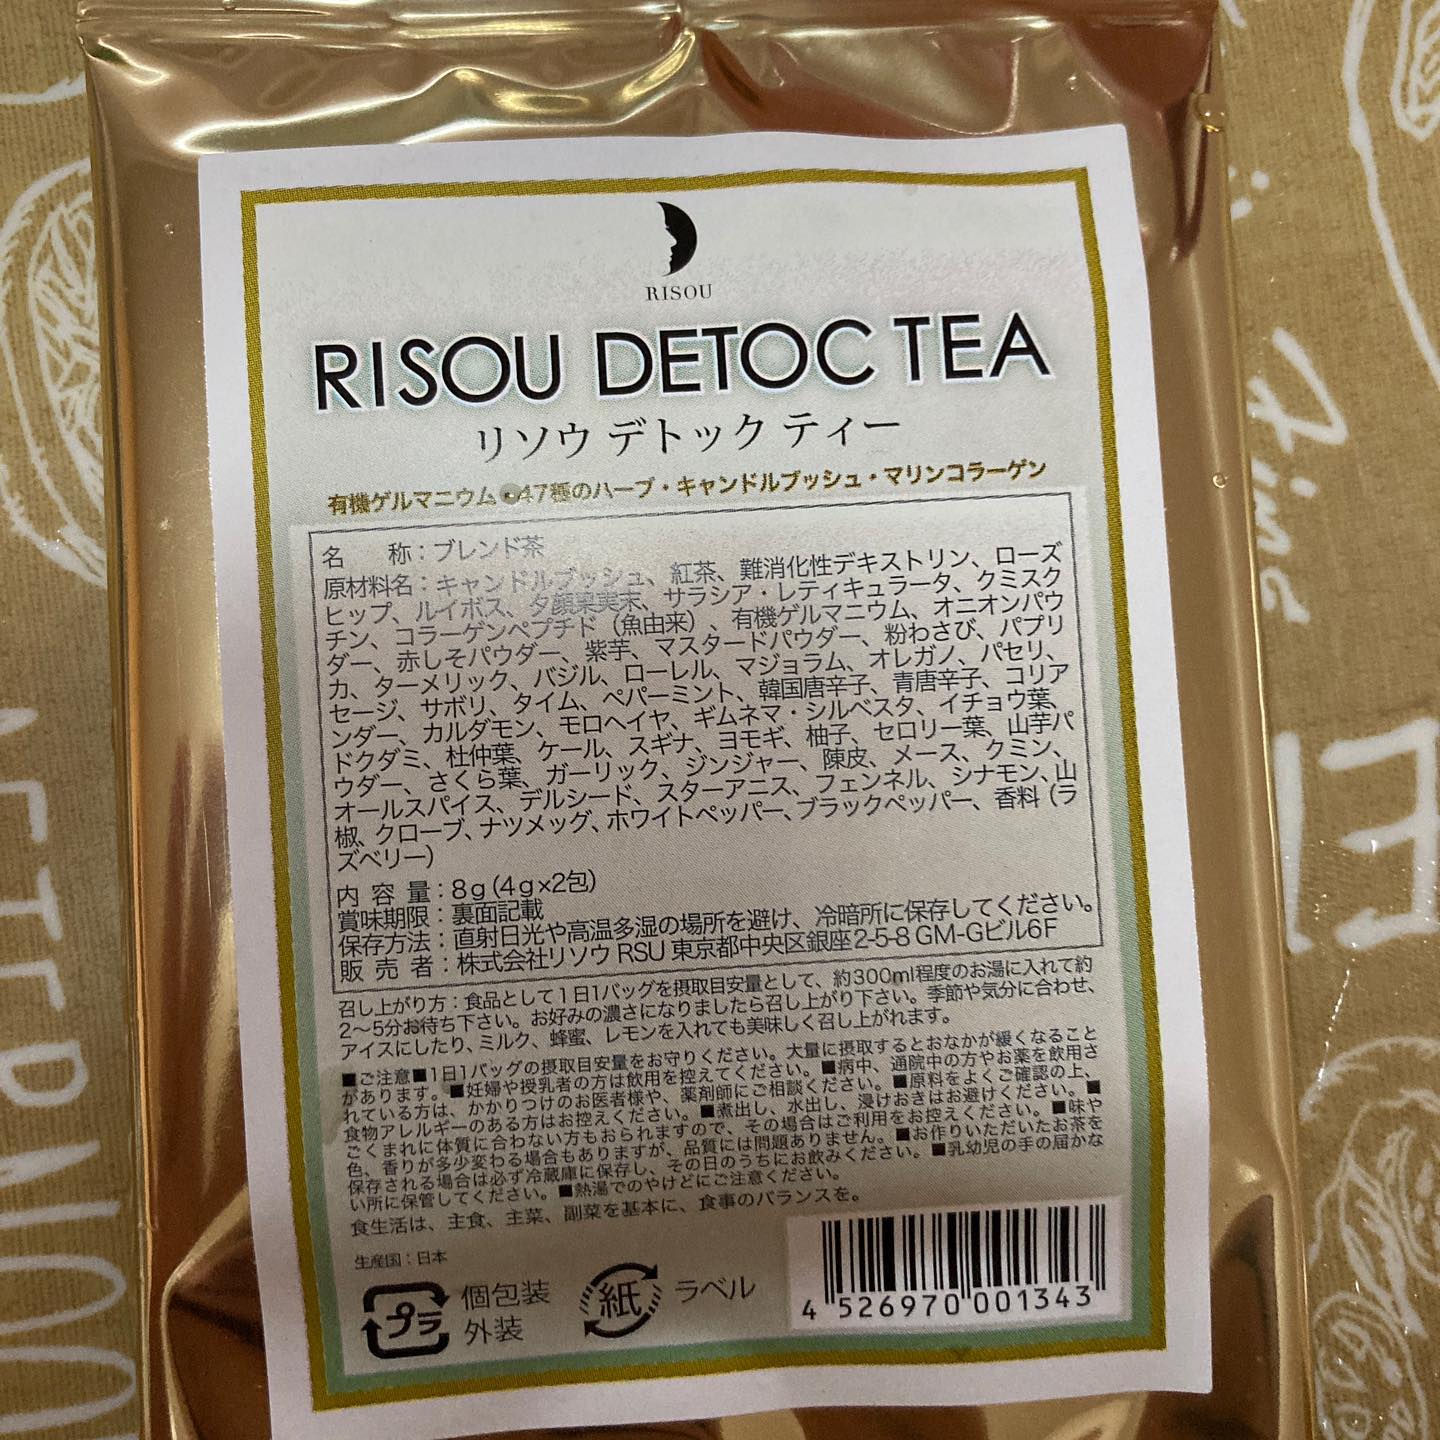 RISOU
RISOU DETOC TEA
リソウ デトック ティー
有機ゲルマニウム・47種のハーブ・キャンドルブッシュ・マリンコラーゲン
名 称：ブレンド茶
原材料名：キャンドルブッシュ、紅茶、難消化性デキストリン、ローズ
ヒップ、ルイボス、夕顔果実末、サラシア・レティキュラータ、クミスク
チン、コラーゲンペプチド（魚由来）、有機ゲルマニウム、オニオンパウ
ダー、赤しそパウダー、紫芋、マスタードパウダー、粉わさび、パプリ
カ、ターメリック、バジル、ローレル、マジョラム、オレガノ、パセリ、
セージ、サボリ、タイム、ペパーミント、韓国唐辛子、青唐辛子、コリア
ンダー、カルダモン、モロヘイヤ、ギムネマ・シルベスタ、イチョウ葉、
ドクダミ、杜仲葉、ケール、スギナ、ヨモギ、柚子、セロリー葉、山芋パ
ウダー、さくら葉、ガーリック、ジンジャー、陳皮、メース、クミン、
オールスパイス、デルシード、スターアニス、フェンネル、シナモン、山
椒、クローブ、ナツメッグ、ホワイトペッパー、ブラックペッパー、香料（ラ
ズベリー）
内 容 量：8g（4g×2包）
賞味期限：裏面記載
保存方法：直射日光や高温多湿の場所を避け、冷暗所に保存してください。
販 売 者：株式会社リソウ RSU 東京都中央区銀座2-5-8 GM-Gビル6F
召し上がり方：食品として1日1バッグを摂取目安量として、約300ml程度のお湯に入れて約
2〜5分お待ち下さい。お好みの濃さになりましたら召し上がり下さい。季節や気分に合わせ、
アイスにしたり、ミルク、蜂蜜、レモンを入れても美味しく召し上がれます。
■ご注意■1日1バッグの摂取目安量をお守りください。大量に摂取するとおなかが緩くなること
があります。■妊婦や授乳者の方は飲用を控えてください。■病中、通院中の方やお薬を飲用さ
れている方は、かかりつけのお医者様や、薬剤師にご相談ください。■原料をよくご確認の上、
食物アレルギーのある方はお控えください。■煮出し、水出し、浸けおきはお避けください。■
ごくまれに体質に合わない方もおられますので、その場合はご利用をお控えください。■味や
色、香りが多少変わる場合もありますが、品質には問題ありません。■お作りいただいたお茶を
保存される場合は必ず冷蔵庫に保存し、その日のうちにお飲みください。■乳幼児の手の届かな
い所に保管してください。■熱湯でのやけどにご注意ください。
食生活は、主食、主菜、副菜を基本に、食事のバランスを。
生産国：日本
プラ
個包装
外装
紙
ラベル
4 526970 001343